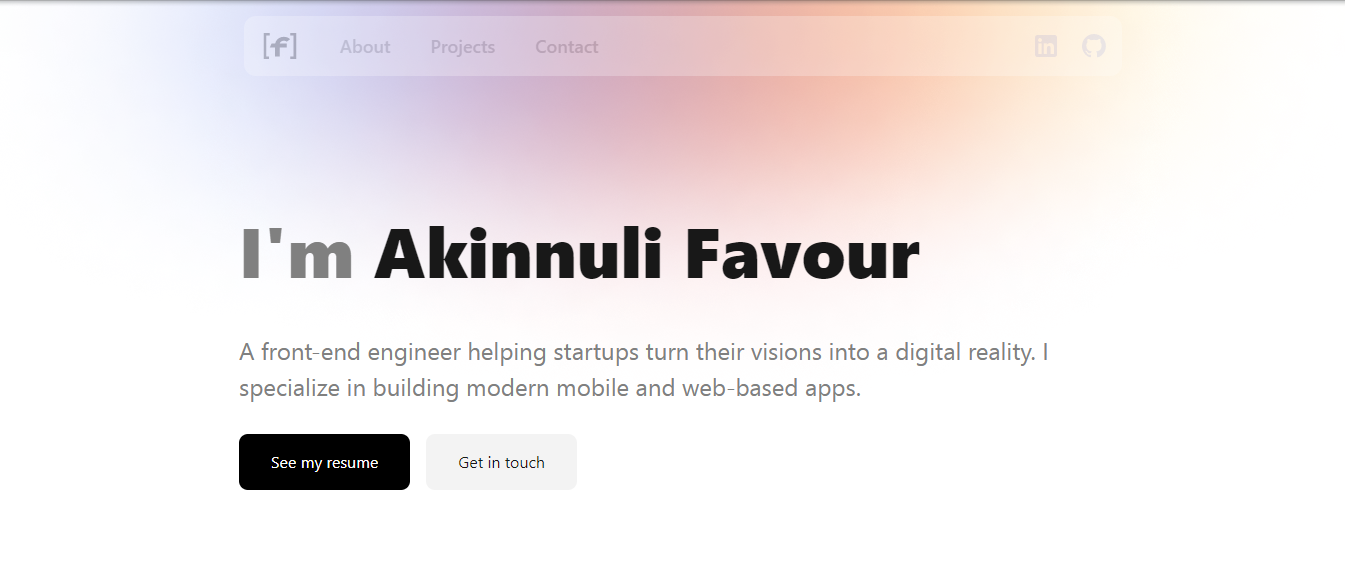 [f] About Projects Contact
I'm Akinnuli Favour
A front-end engineer helping startups turn their visions into a digital reality. I
specialize in building modern mobile and web-based apps.
See my resume Get in touch